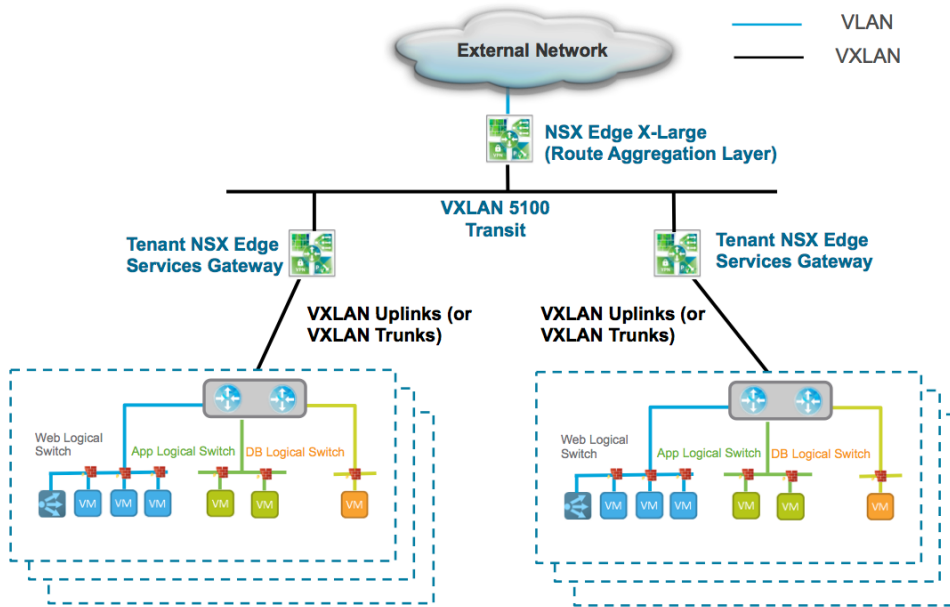 VLAN
VXLAN
External Network
NSX Edge X-Large
(Route Aggregation Layer)
VXLAN 5100
Transit
Tenant NSX Edge
Services Gateway
Tenant NSX Edge
Services Gateway
VXLAN Uplinks (or
VXLAN Trunks)
VXLAN Uplinks (or
VXLAN Trunks)
Web Logical
Switch
App Logical Switch
DB Logical Switch
VM
VM
VM
VM
VM
VM
Web Logical
Switch
App Logical Switch
DB Logical Switch
VM
VM
VM
VM
VM
VM